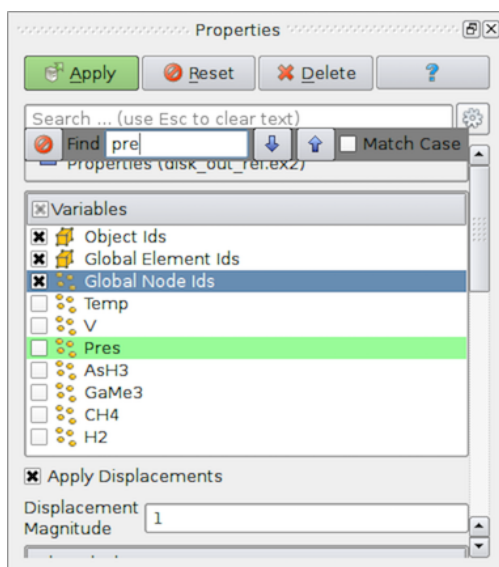 Properties
Apply Reset Delete ?
Search ... (use Esc to clear text)
Find pre Match Case
Properties (disk_out_ref.ex2)
Variables
Object Ids
Global Element Ids
Global Node Ids
Temp
V
Pres
AsH3
GaMe3
CH4
H2
Apply Displacements
Displacement
Magnitude
1